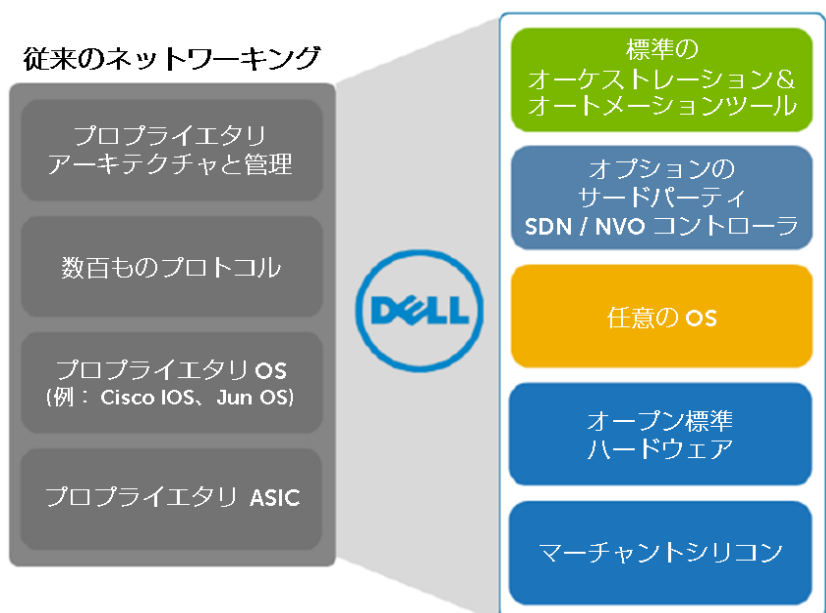 従来のネットワーキング
プロプライエタリ
アーキテクチャと管理
数百ものプロトコル
プロプライエタリ OS
(例： Cisco IOS、Jun OS)
プロプライエタリ ASIC
DELL
標準の
オーケストレーション＆
オートメーションツール
オプションの
サードパーティ
SDN / NVO コントローラ
任意の OS
オープン標準
ハードウェア
マーチャントシリコン